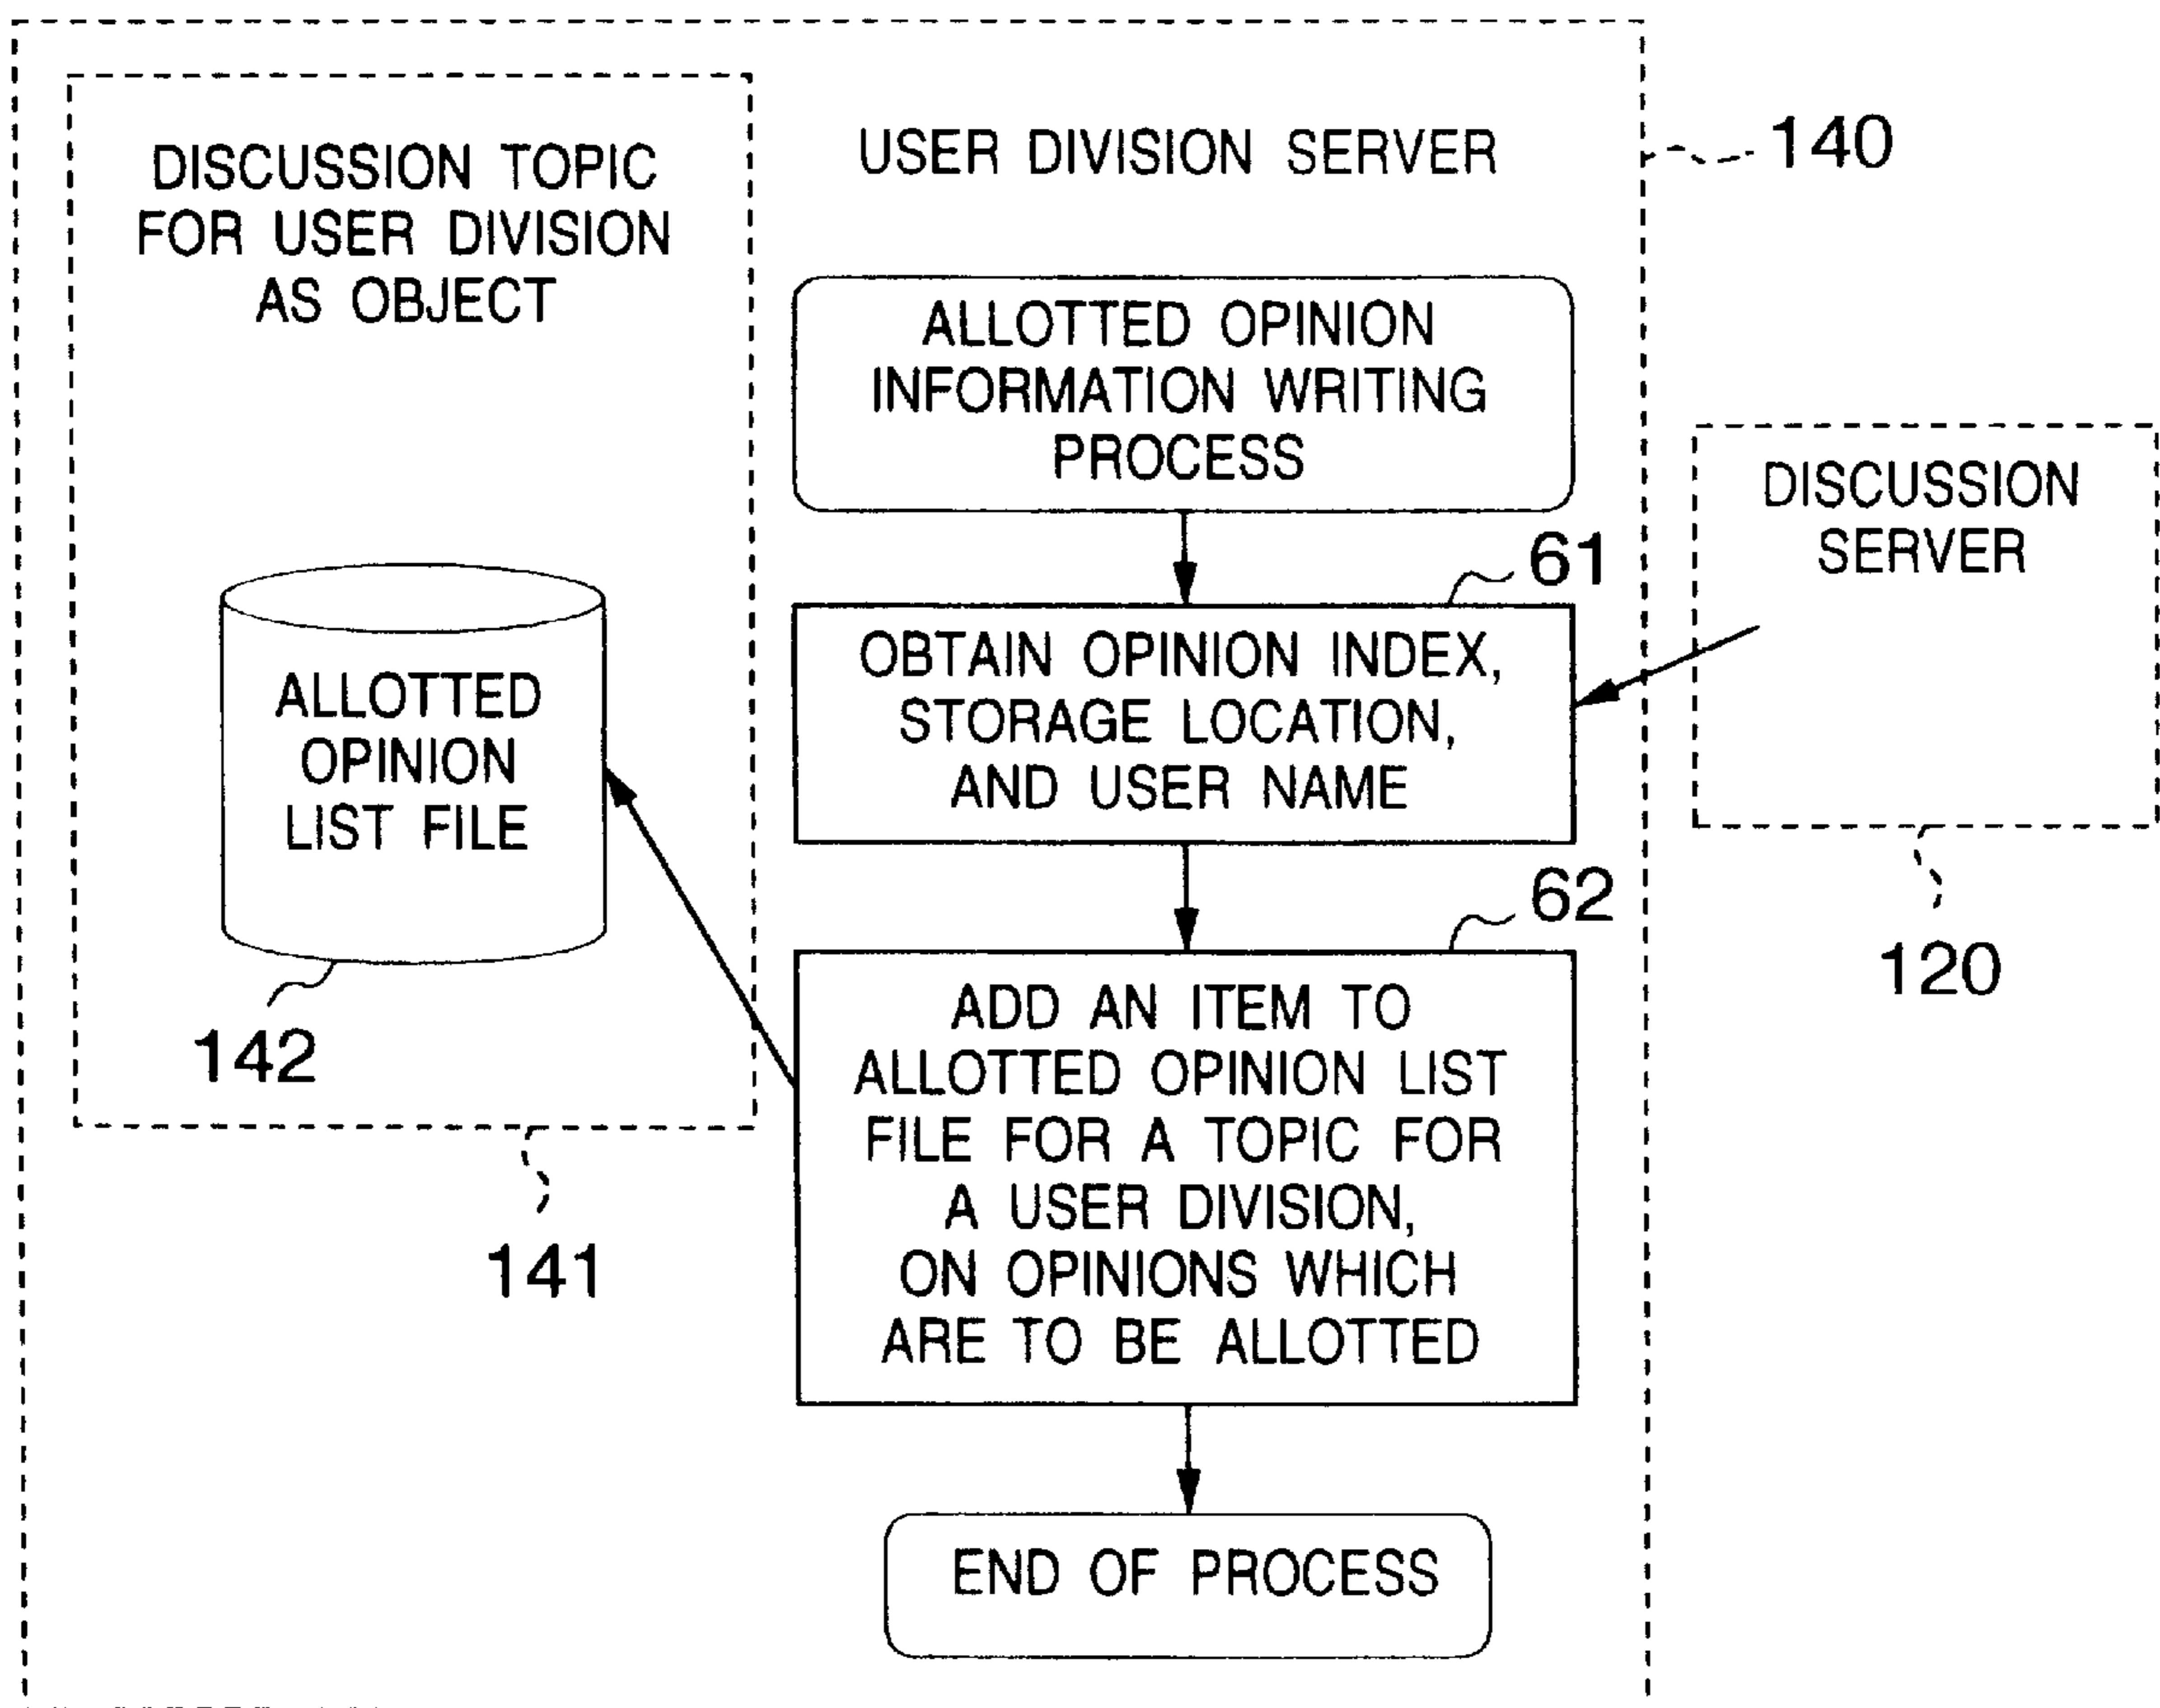 DISCUSSION TOPIC
FOR USER DIVISION
AS OBJECT
USER DIVISION SERVER
140
ALLOTTED OPINION
INFORMATION WRITING
PROCESS
DISCUSSION
SERVER
61
OBTAIN OPINION INDEX,
STORAGE LOCATION,
AND USER NAME
ALLOTTED
OPINION
LIST FILE
62
120
142
ADD AN ITEM TO
ALLOTTED OPINION LIST
FILE FOR A TOPIC FOR
A USER DIVISION,
ON OPINIONS WHICH
ARE TO BE ALLOTTED
141
END OF PROCESS